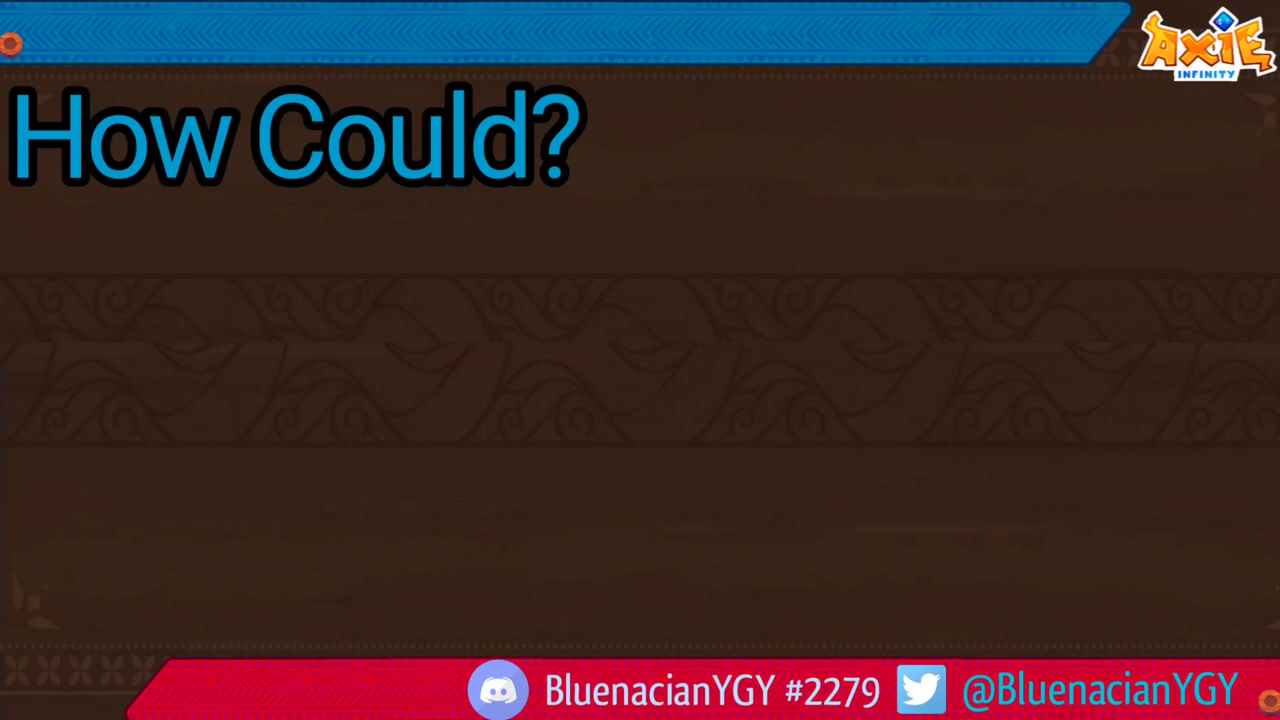 AXIE
INFINITY
How Could?
BluenacianYGY #2279
@BluenacianYGY